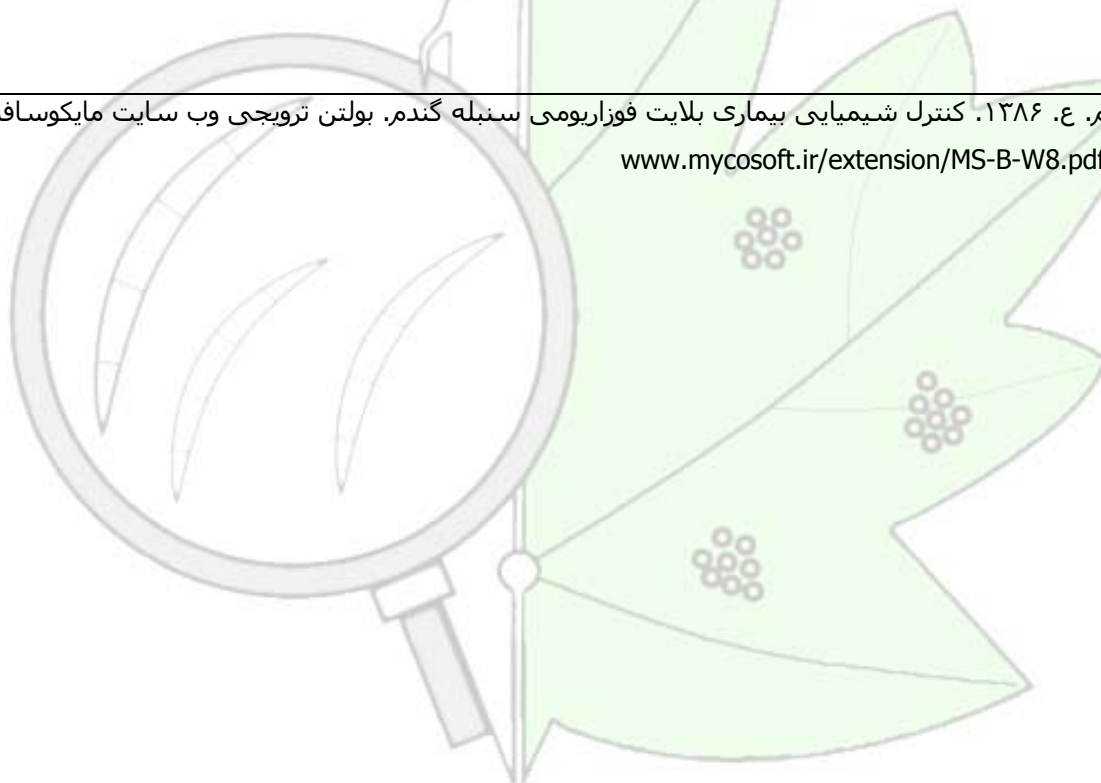 م. ع. ۱۳۸۶. کنترل شیمیایی بیماری بلایت فوزاریومی سنبله گندم. بولتن ترویجی وب سایت
www.mycosoft.ir/extension/MS-B-W8.pdf